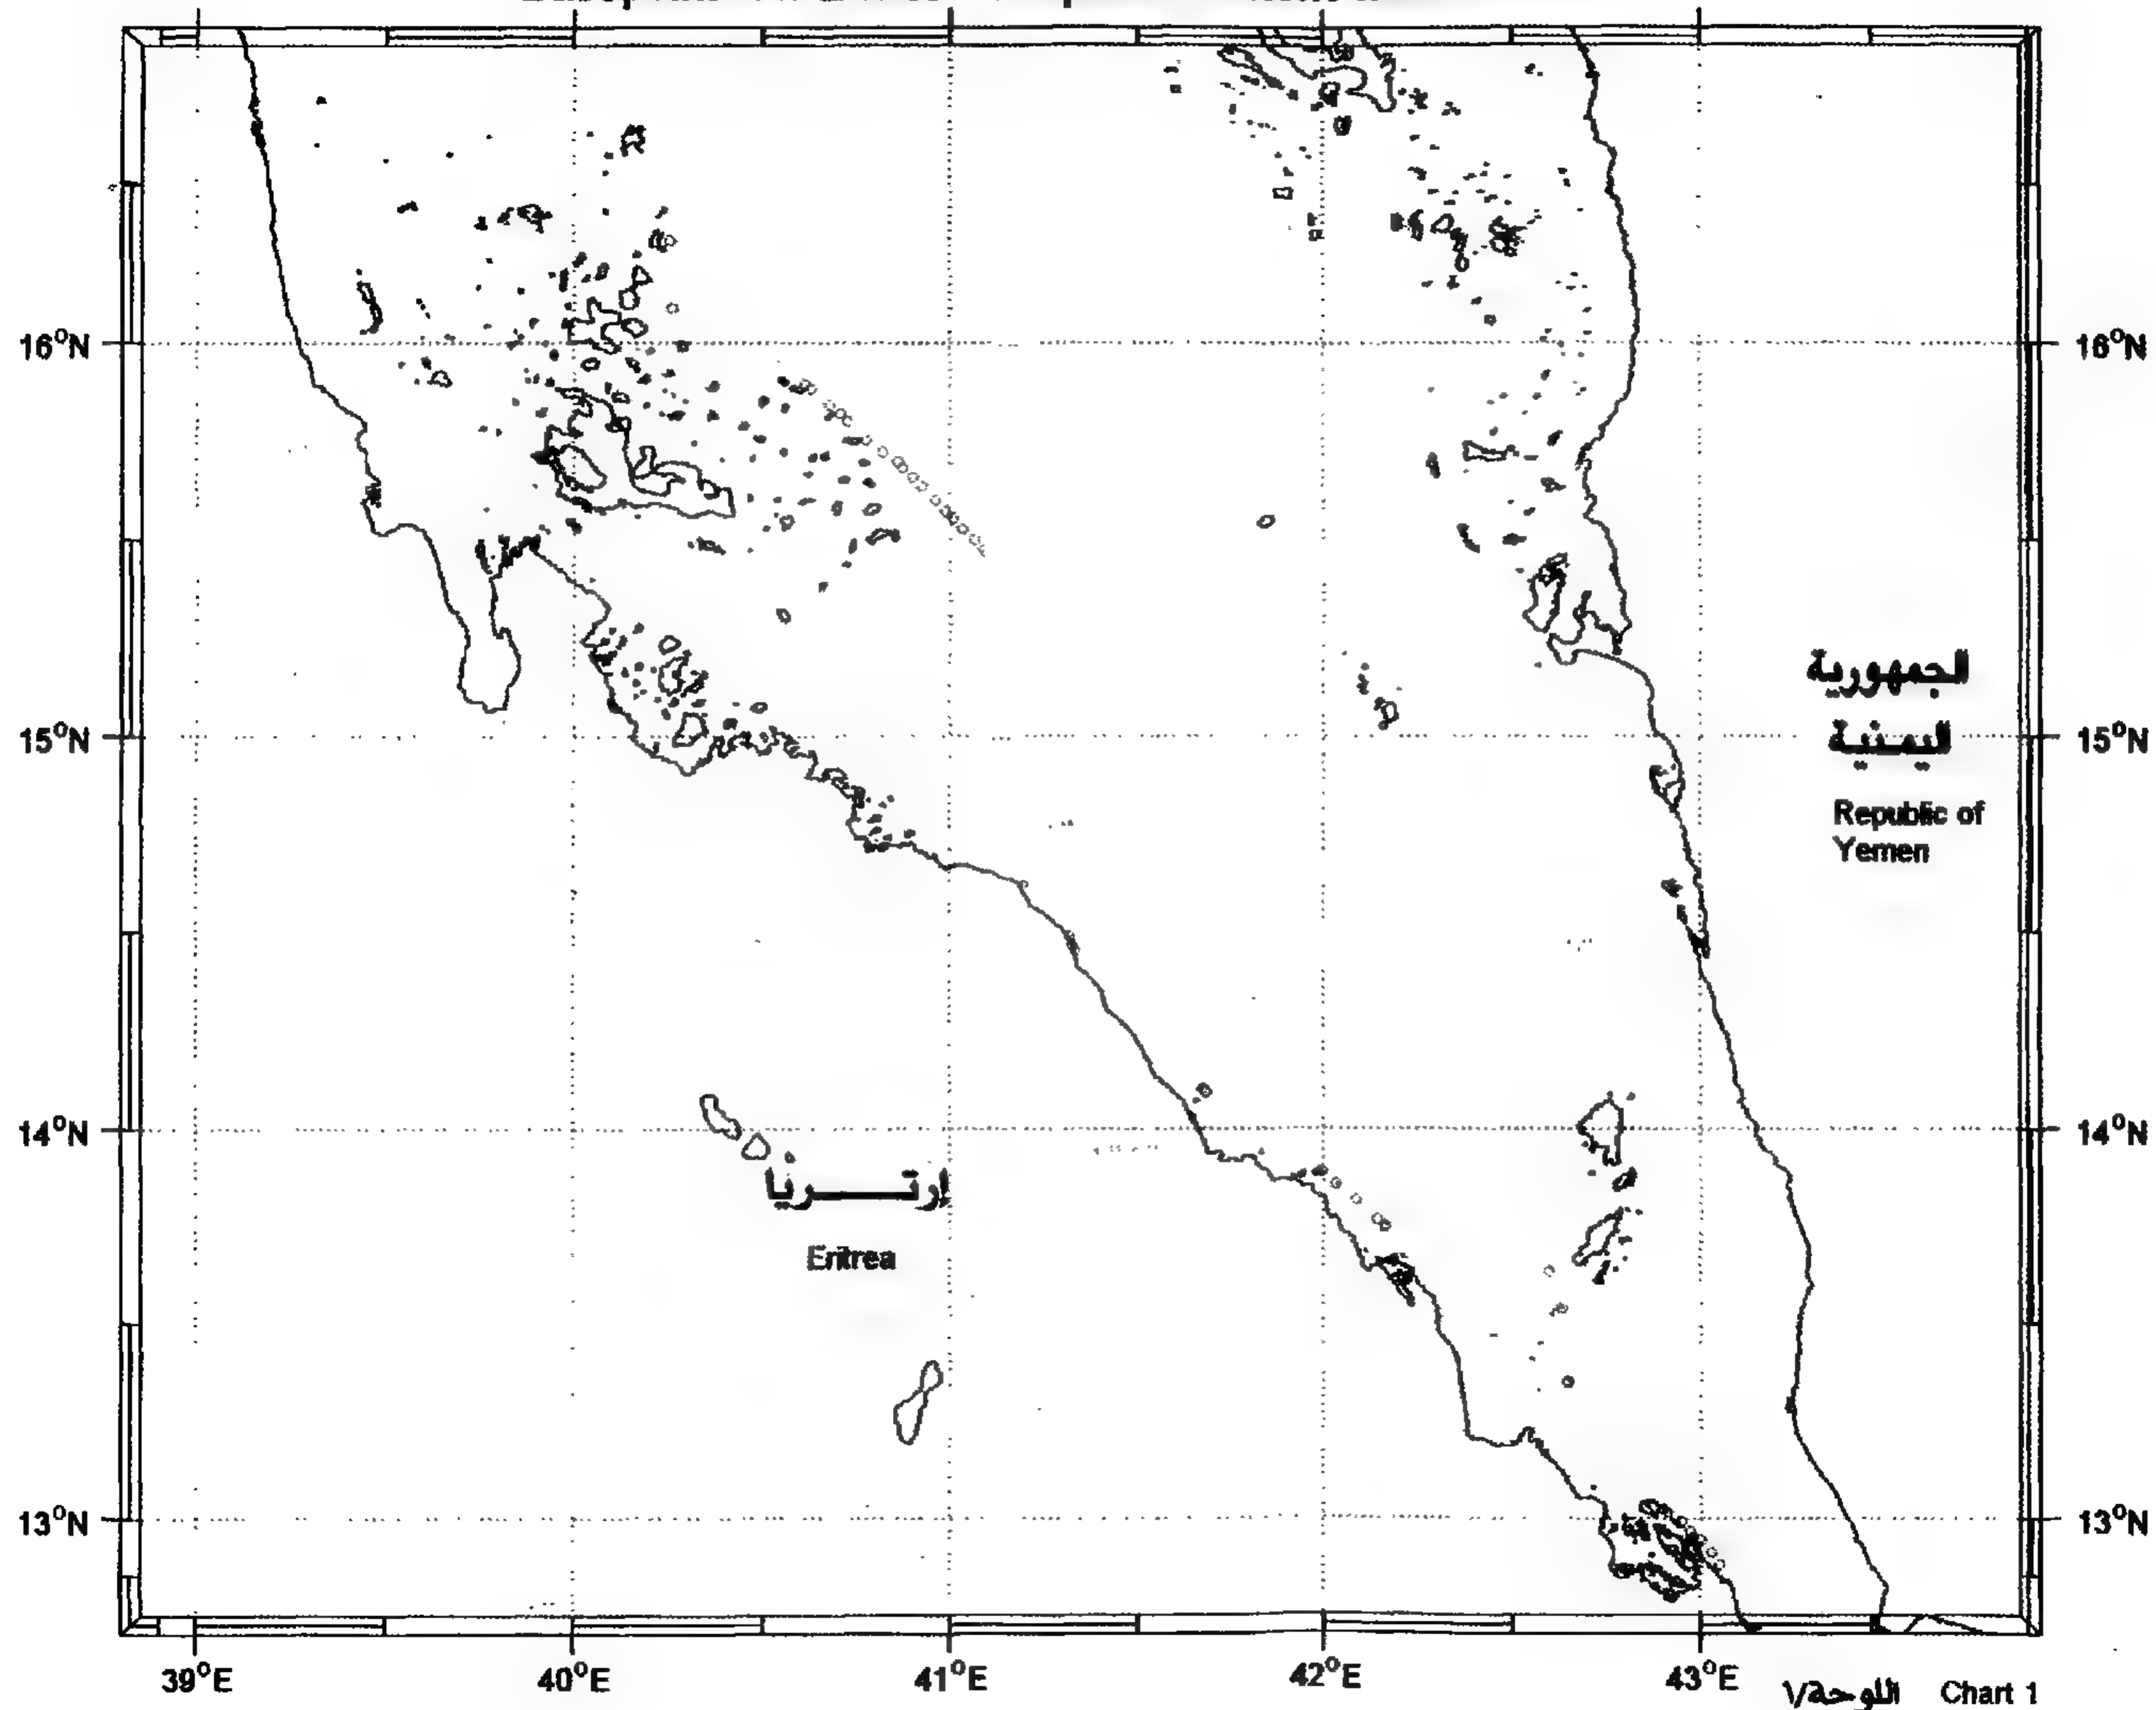 16°N 16°N
الجمهورية
15°N اليمنية 15°N
Republic of
Yemen
14°N 14°N
إرتـــــريا
Eritrea
13°N 13°N
39°E 40°E 41°E 42°E 43°E
اللوحة/١ Chart 1